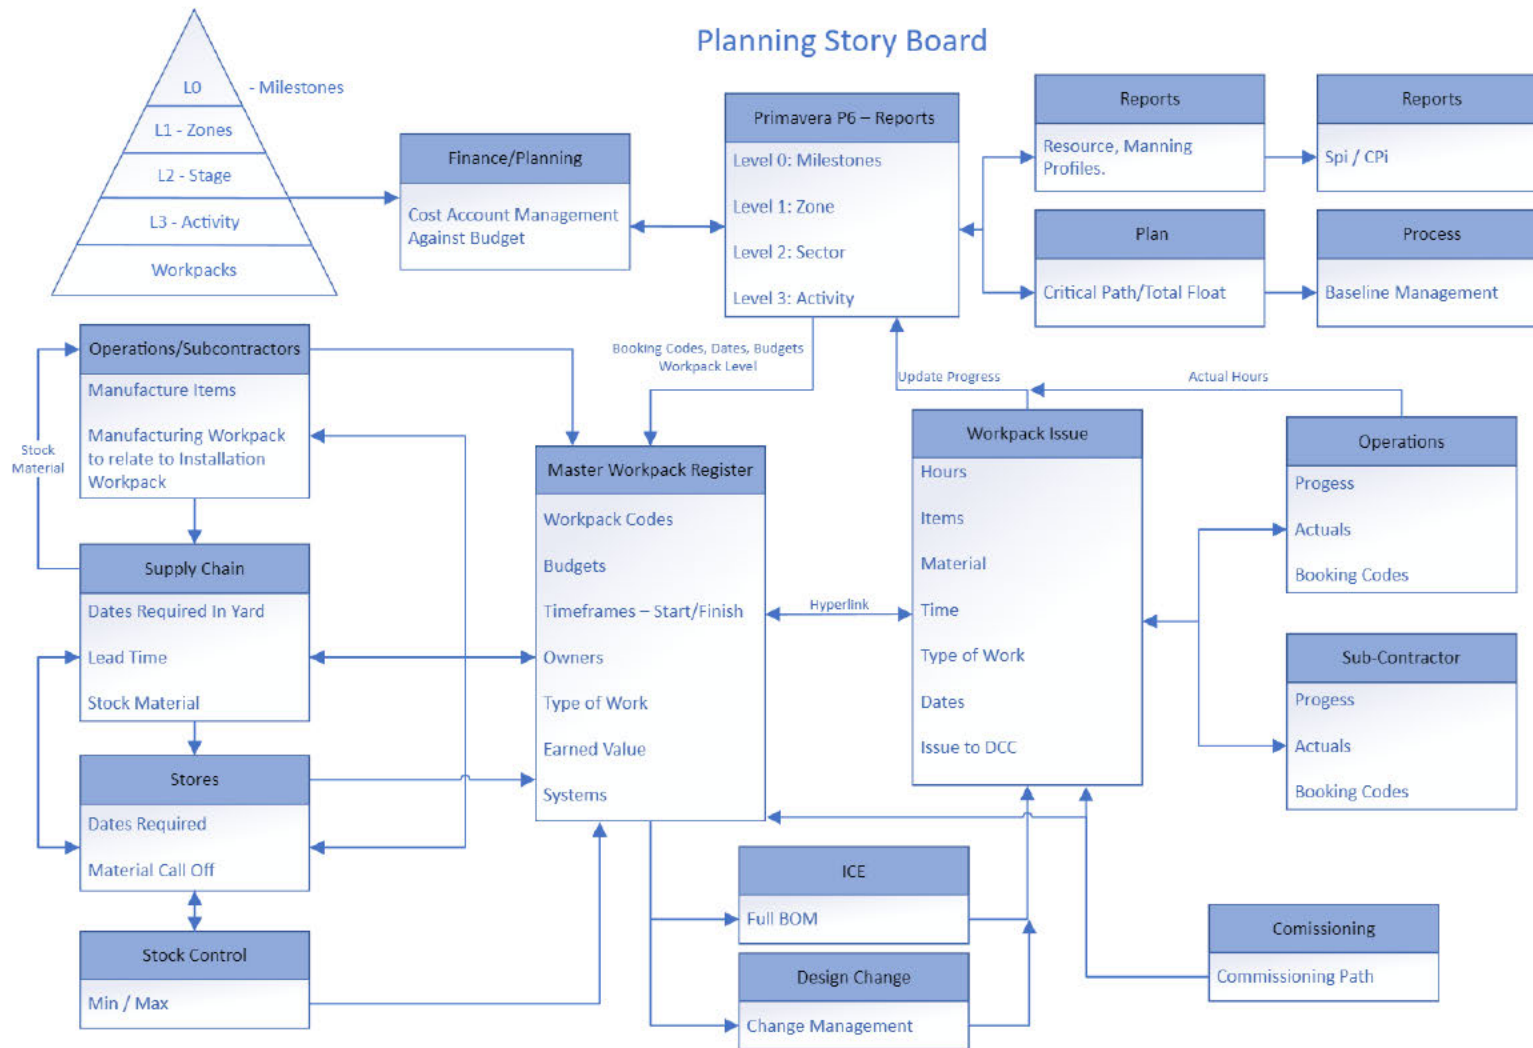 Planning Story Board
L0
- Milestones
L1 - Zones
L2 - Stage
L3 - Activity
Workpacks
Finance/Planning
Cost Account Management
Against Budget
Primavera P6 – Reports
Level 0: Milestones
Level 1: Zone
Level 2: Sector
Level 3: Activity
Reports
Resource, Manning
Profiles.
Reports
Spi / CPi
Plan
Critical Path/Total Float
Process
Baseline Management
Operations/Subcontractors
Manufacture Items
Manufacturing Workpack
to relate to Installation
Workpack
Stock
Material
Booking Codes, Dates, Budgets
Workpack Level
Update Progress
Actual Hours
Supply Chain
Dates Required In Yard
Lead Time
Stock Material
Stores
Dates Required
Material Call Off
Stock Control
Min / Max
Master Workpack Register
Workpack Codes
Budgets
Timeframes – Start/Finish
Owners
Type of Work
Earned Value
Systems
Hyperlink
Workpack Issue
Hours
Items
Material
Time
Type of Work
Dates
Issue to DCC
Operations
Progess
Actuals
Booking Codes
Sub-Contractor
Progess
Actuals
Booking Codes
ICE
Full BOM
Design Change
Change Management
Comissioning
Commissioning Path